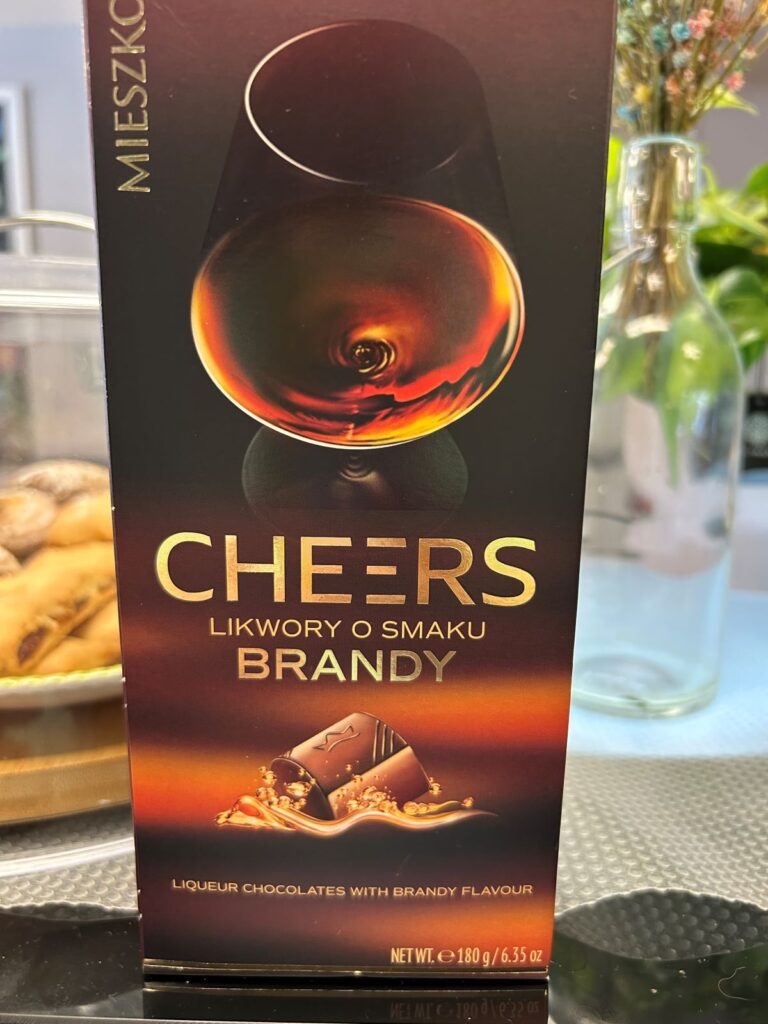 MIESZKO
CHEERS
LIKWORY O SMAKU
BRANDY
LIQUEUR CHOCOLATES WITH BRANDY FLAVOUR
NET WT. ℮ 180 g / 6.35 oz